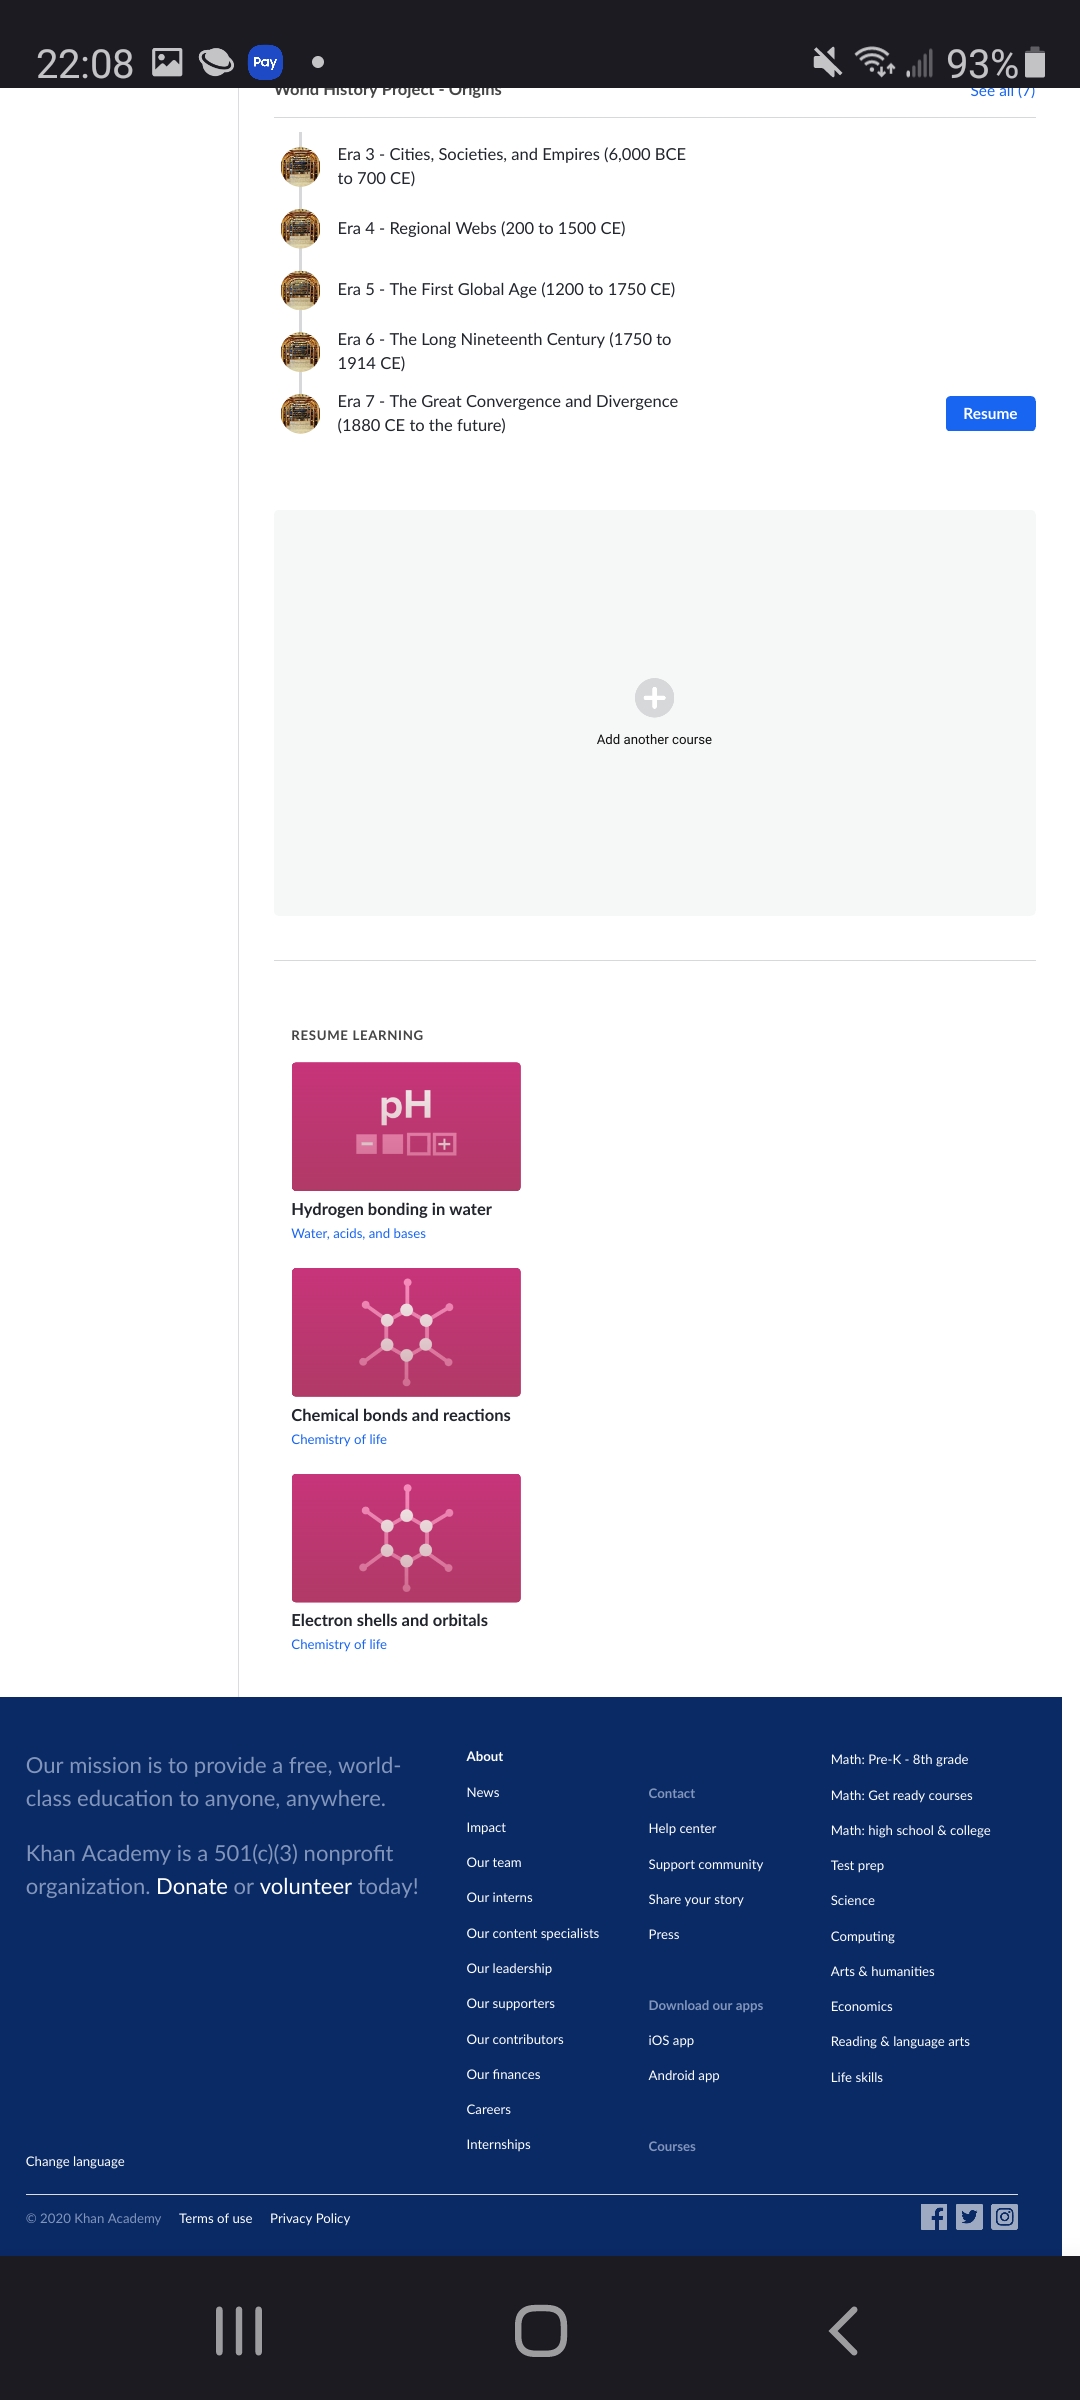 22:08
Pay
93%
World History Project - Origins
See all (7)
Era 3 - Cities, Societies, and Empires (6,000 BCE
to 700 CE)
Era 4 - Regional Webs (200 to 1500 CE)
Era 5 - The First Global Age (1200 to 1750 CE)
Era 6 - The Long Nineteenth Century (1750 to
1914 CE)
Era 7 - The Great Convergence and Divergence
(1880 CE to the future)
Resume
Add another course
RESUME LEARNING
pH
Hydrogen bonding in water
Water, acids, and bases
Chemical bonds and reactions
Chemistry of life
Electron shells and orbitals
Chemistry of life
Our mission is to provide a free, world-
class education to anyone, anywhere.
Khan Academy is a 501(c)(3) nonprofit
organization. Donate or volunteer today!
About
News
Impact
Our team
Our interns
Our content specialists
Our leadership
Our supporters
Our contributors
Our finances
Careers
Internships
Contact
Help center
Support community
Share your story
Press
Download our apps
iOS app
Android app
Courses
Math: Pre-K - 8th grade
Math: Get ready courses
Math: high school & college
Test prep
Science
Computing
Arts & humanities
Economics
Reading & language arts
Life skills
Change language
© 2020 Khan Academy
Terms of use
Privacy Policy